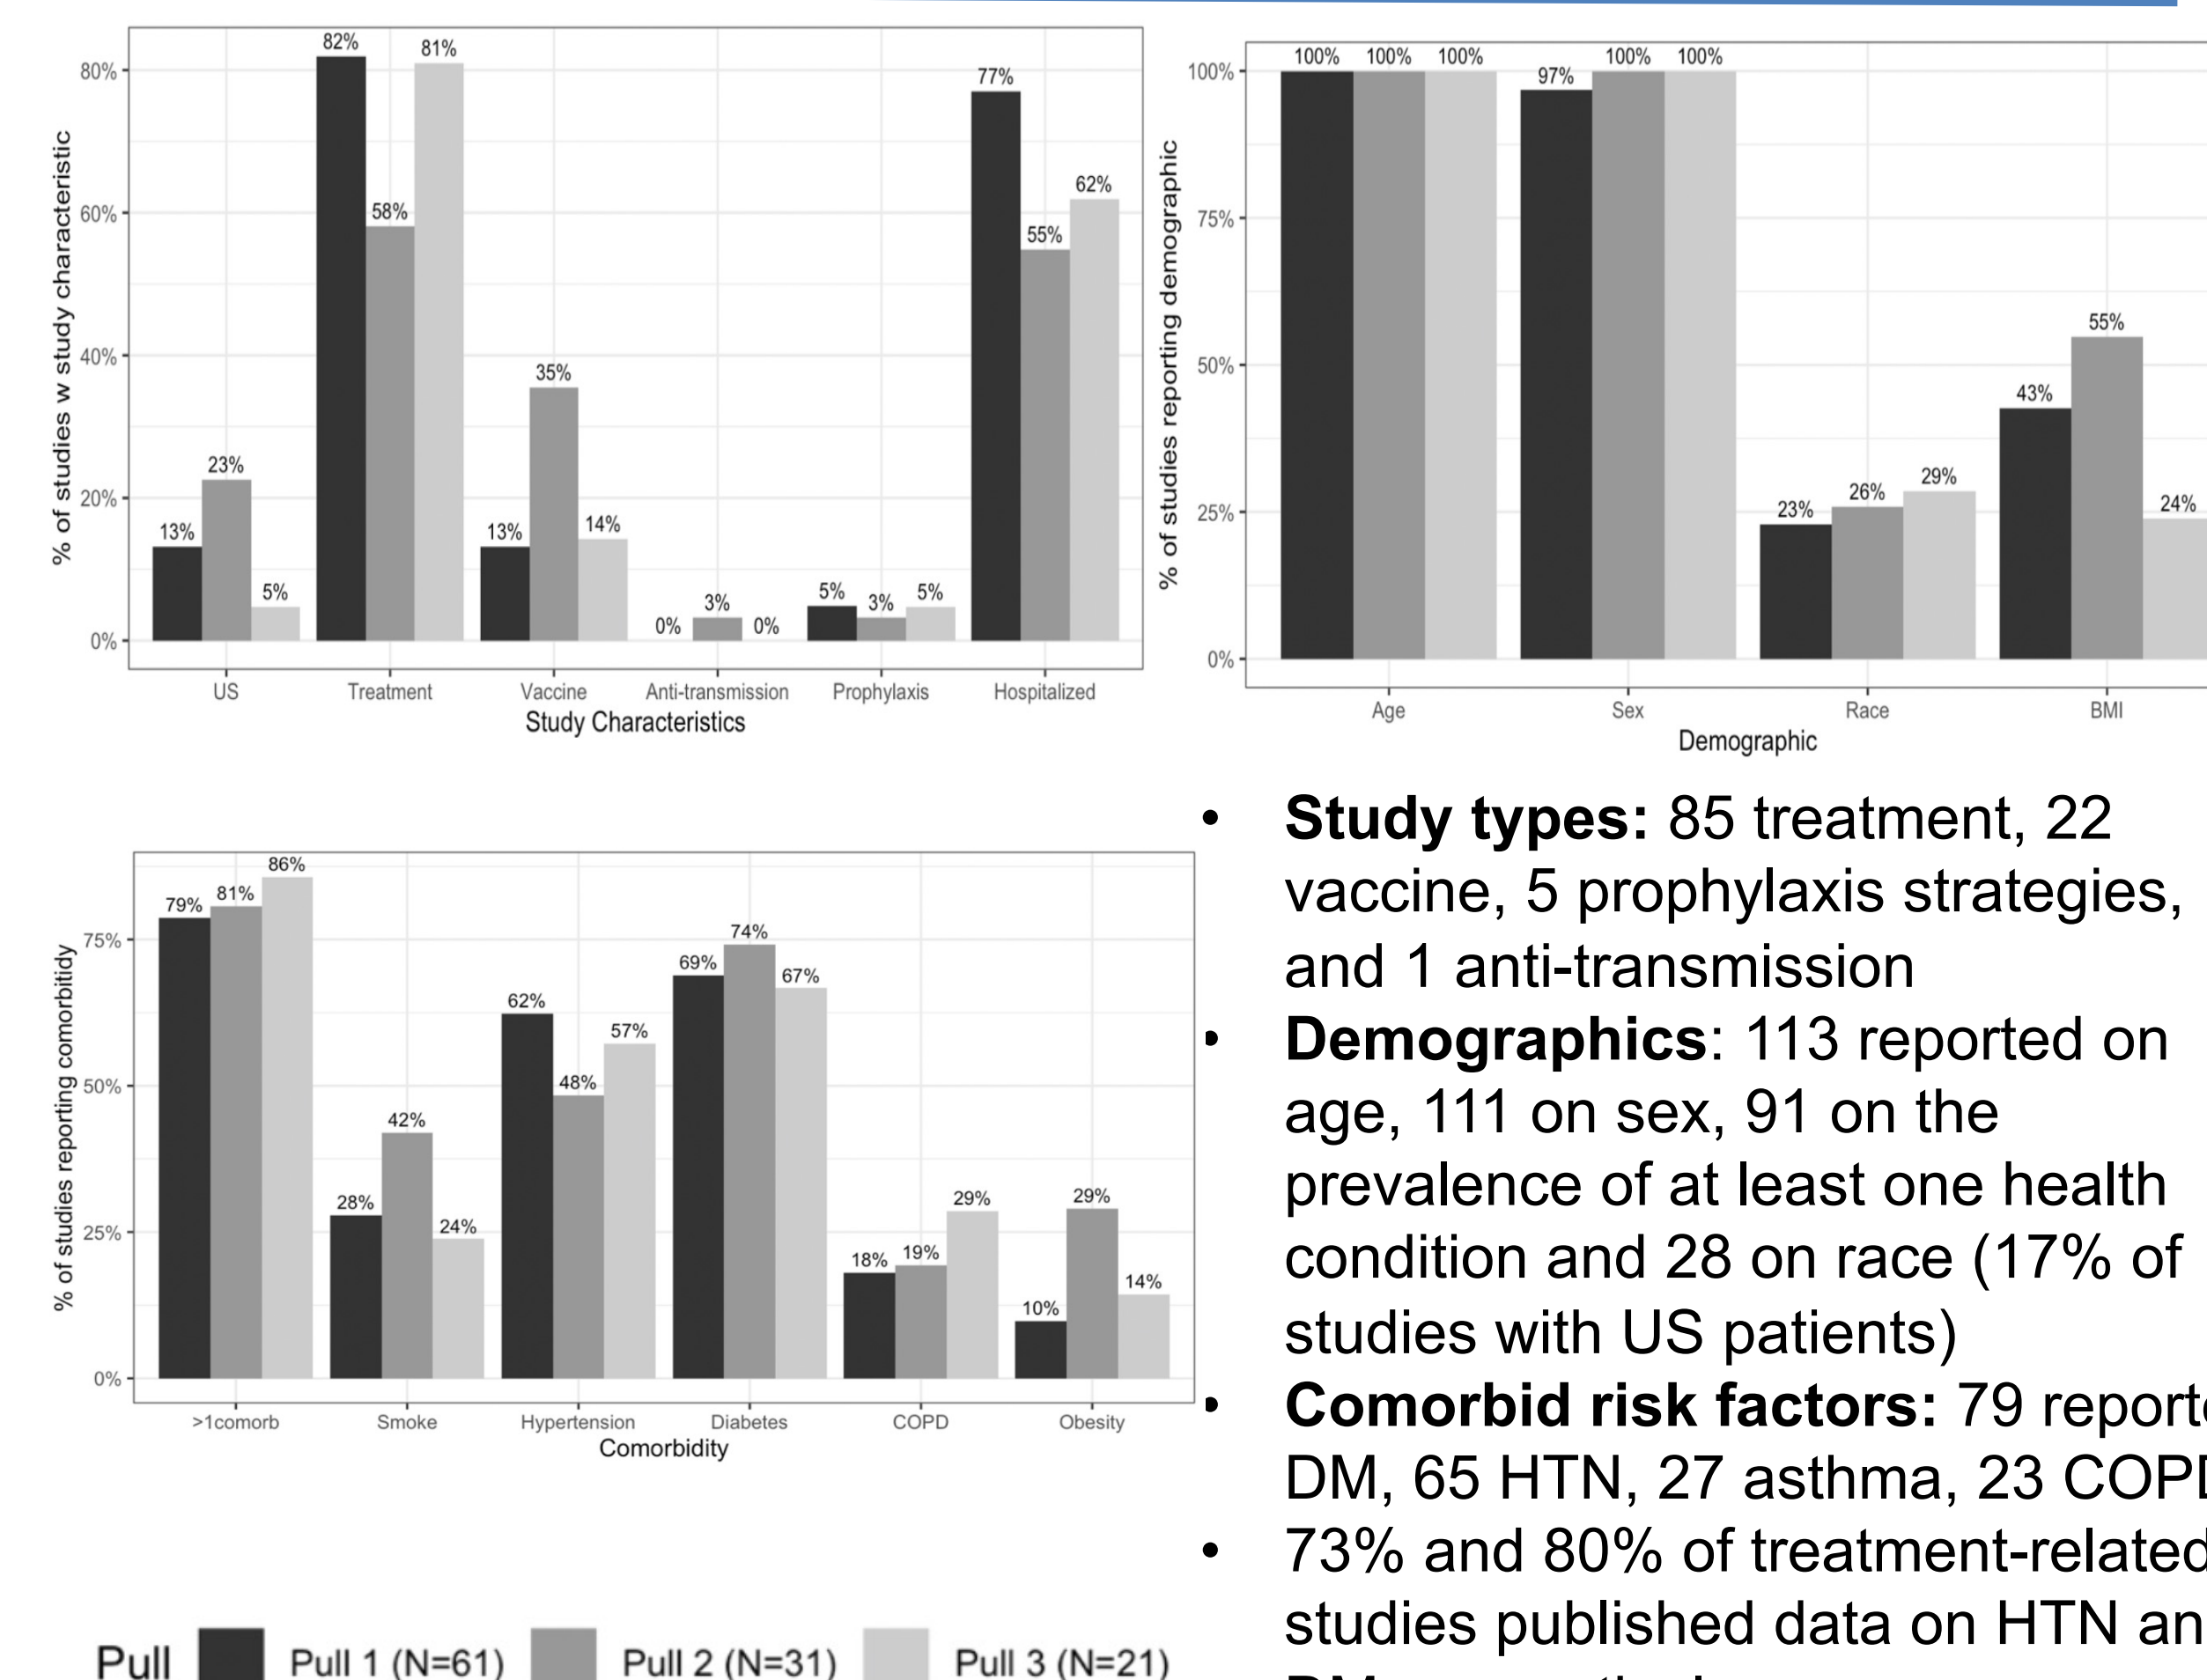 % of studies w study characteristic
80%
60%
40%
20%
0%
13%
23%
5%
82%
58%
81%
13%
35%
14%
0%
3%
0%
5%
3%
5%
77%
55%
62%
US
Treatment
Vaccine
Anti-transmission
Prophylaxis
Hospitalized
Study Characteristics
% of studies reporting demographic
100%
75%
50%
25%
0%
100%
100%
100%
97%
100%
100%
23%
26%
29%
43%
55%
24%
Age
Sex
Race
BMI
Demographic
% of studies reporting comorbitidy
75%
50%
25%
0%
79%
81%
86%
28%
42%
24%
62%
48%
57%
69%
74%
67%
18%
19%
29%
10%
29%
14%
>1comorb
Smoke
Hypertension
Diabetes
COPD
Obesity
Comorbidity
Pull
Pull 1 (N=61)
Pull 2 (N=31)
Pull 3 (N=21)
• Study types: 85 treatment, 22
vaccine, 5 prophylaxis strategies,
and 1 anti-transmission
• Demographics: 113 reported on
age, 111 on sex, 91 on the
prevalence of at least one health
condition and 28 on race (17% of
studies with US patients)
• Comorbid risk factors: 79
DM, 65 HTN, 27 asthma, 23 COPD
• 73% and 80% of treatment-related
studies published data on HTN